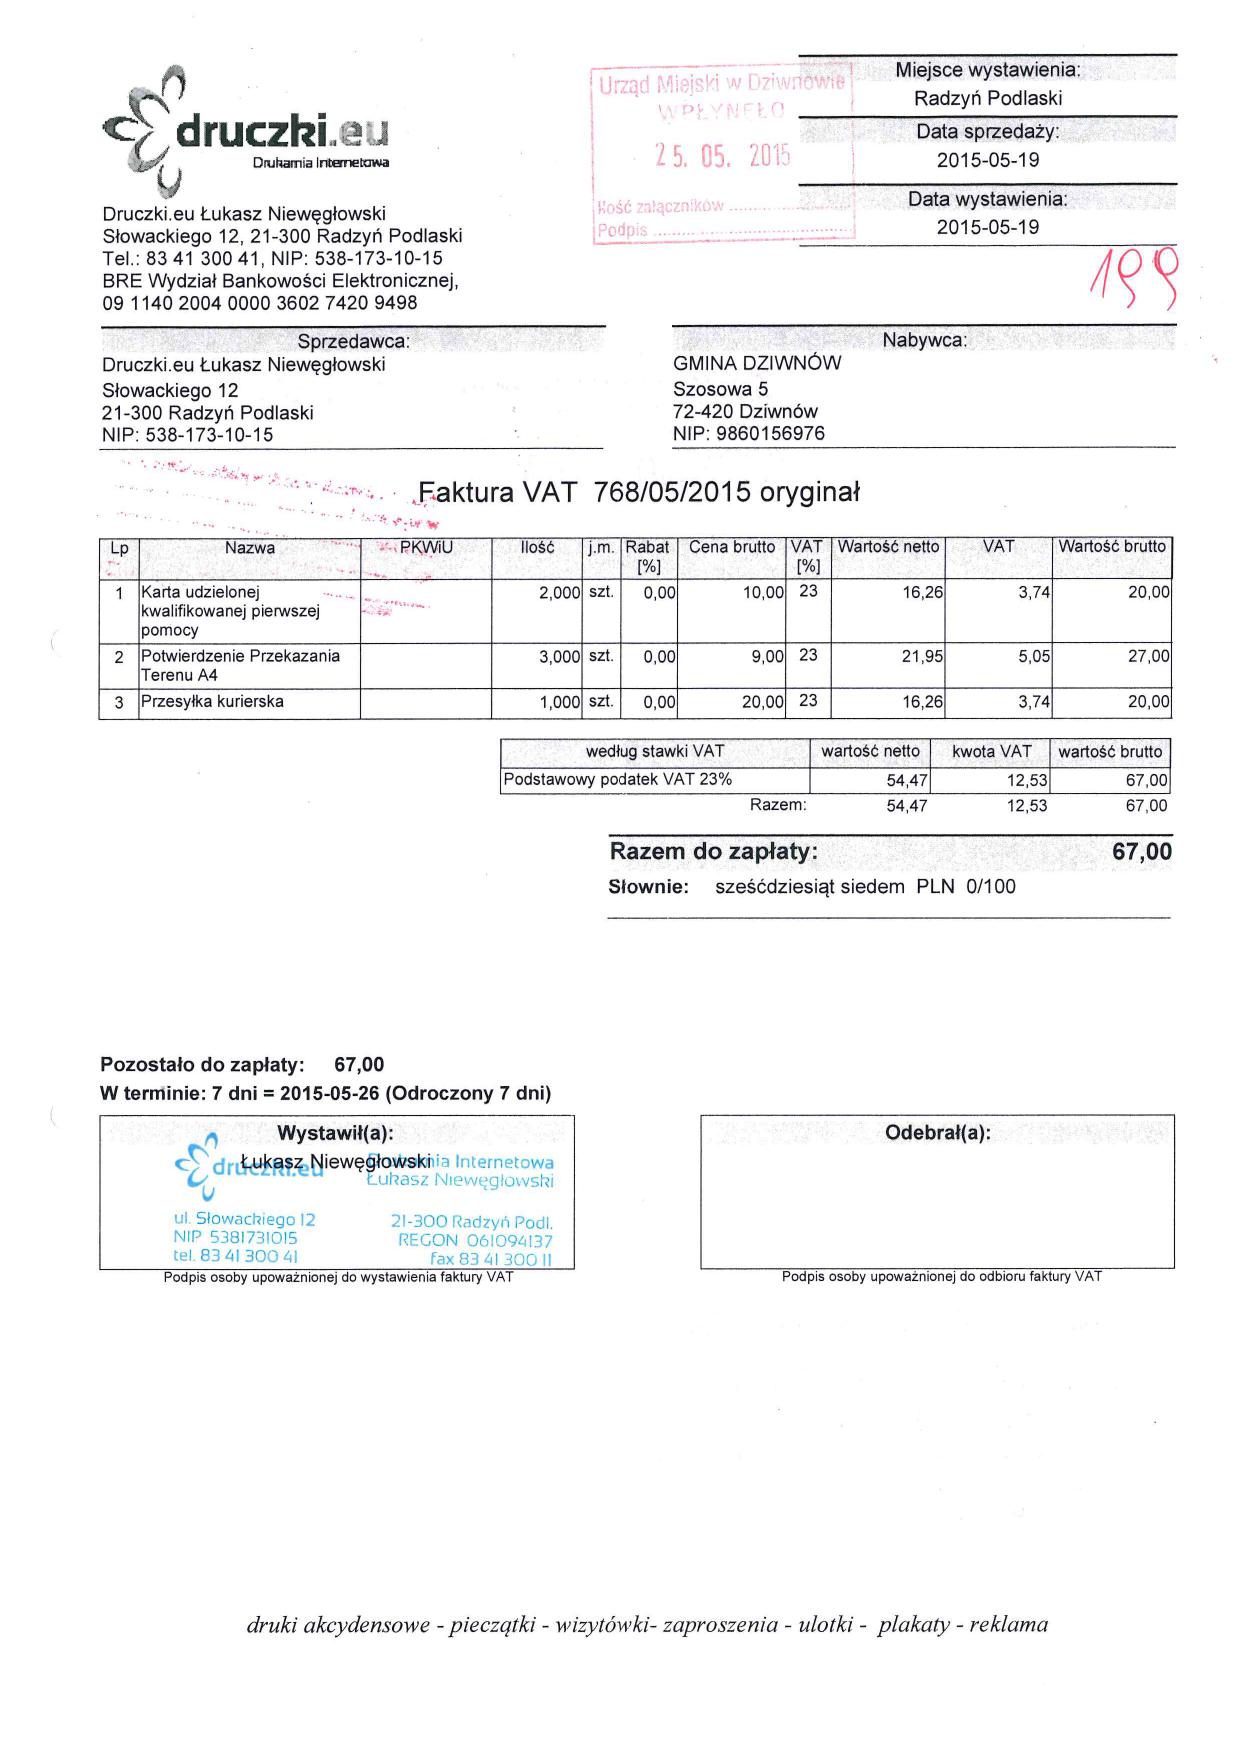 druczki.eu
Drukarnia Internetowa
Druczki.eu Łukasz Niewęgłowski
Słowackiego 12, 21-300 Radzyń Podlaski
Tel.: 83 41 300 41, NIP: 538-173-10-15
BRE Wydział Bankowości Elektronicznej,
09 1140 2004 0000 3602 7420 9498
Urząd Miejski w Dziwnowie
WPŁYNĘŁO
25. 05. 2015
Ilość załączników ....................
Podpis ....................
Miejsce wystawienia:
Radzyń Podlaski
Data sprzedaży:
2015-05-19
Data wystawienia:
2015-05-19
199
Sprzedawca:
Druczki.eu Łukasz Niewęgłowski
Słowackiego 12
21-300 Radzyń Podlaski
NIP: 538-173-10-15
Nabywca:
GMINA DZIWNÓW
Szosowa 5
72-420 Dziwnów
NIP: 9860156976
Faktura VAT 768/05/2015 oryginał
Lp Nazwa PKWiU Ilość j.m. Rabat [%] Cena brutto VAT [%] Wartość netto VAT Wartość brutto
1 Karta udzielonej kwalifikowanej pierwszej pomocy 2,000 szt. 0,00 10,00 23 16,26 3,74 20,00
2 Potwierdzenie Przekazania Terenu A4 3,000 szt. 0,00 9,00 23 21,95 5,05 27,00
3 Przesyłka kurierska 1,000 szt. 0,00 20,00 23 16,26 3,74 20,00
według stawki VAT wartość netto kwota VAT wartość brutto
Podstawowy podatek VAT 23% 54,47 12,53 67,00
Razem: 54,47 12,53 67,00
Razem do zapłaty: 67,00
Słownie: sześćdziesiąt siedem PLN 0/100
Pozostało do zapłaty: 67,00
W terminie: 7 dni = 2015-05-26 (Odroczony 7 dni)
Wystawił(a):
Łukasz Niewęgłowski
druczki.eu Drukarnia Internetowa
Łukasz Niewęgłowski
ul. Słowackiego 12 21-300 Radzyń Podl.
NIP 5381731015 REGON 061094137
tel. 83 41 300 41 fax 83 41 300 11
Podpis osoby upoważnionej do wystawienia faktury VAT
Odebrał(a):
Podpis osoby upoważnionej do odbioru faktury VAT
druki akcydensowe - pieczątki - wizytówki- zaproszenia - ulotki - plakaty - reklama